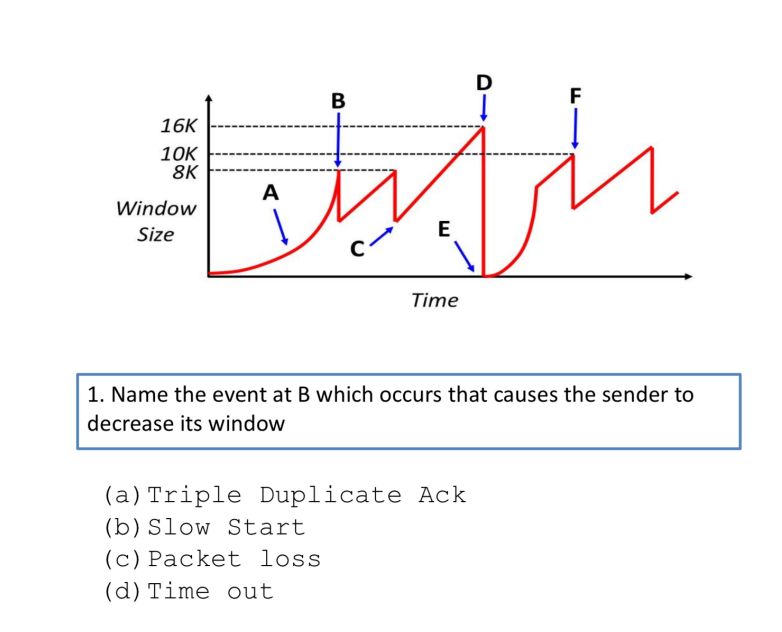 D
B
F
16K
10K
8K
A
Window
Size
E
C
Time
1. Name the event at B which occurs that causes the sender to
decrease its window
(a) Triple Duplicate Ack
(b) Slow Start
(c) Packet loss
(d) Time out